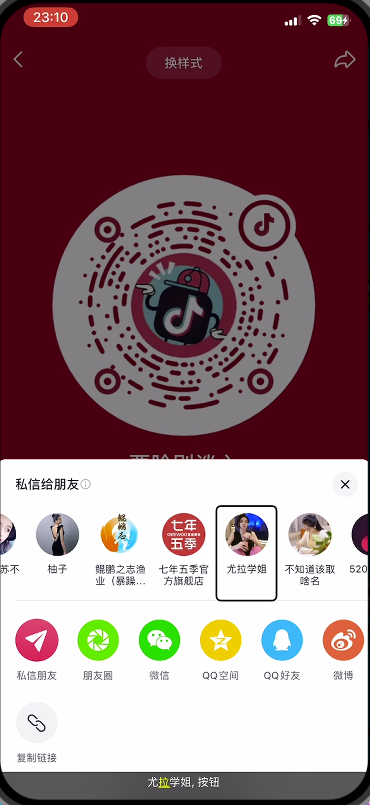 23:10
69
换样式
私信给朋友
苏不
柚子
鲲鹏之志渔
业（暴躁...
七年五季官
方旗舰店
尤拉学姐
不知道该取
啥名
520
七年
五季
私信朋友
朋友圈
微信
QQ空间
QQ好友
微博
复制链接
尤拉学姐, 按钮